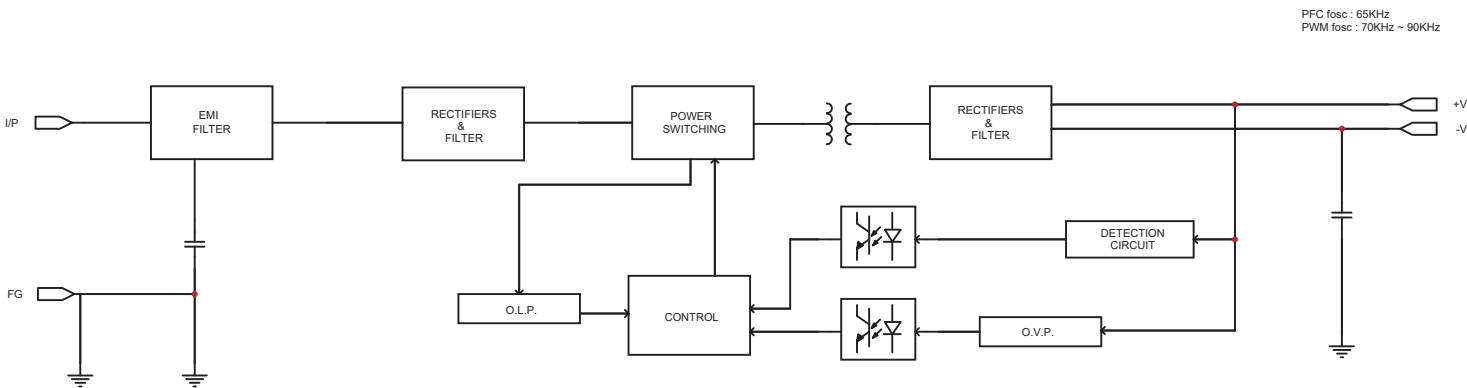 PFC fosc : 65KHz
PWM fosc : 70KHz ~ 90KHz
I/P
EMI
FILTER
RECTIFIERS
&
FILTER
POWER
SWITCHING
RECTIFIERS
&
FILTER
+V
-V
DETECTION
CIRCUIT
FG
O.L.P.
CONTROL
O.V.P.